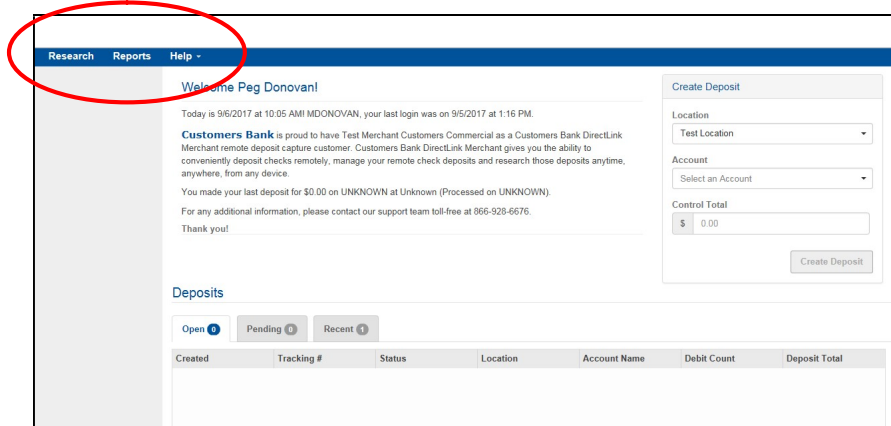 Research Reports Help
Welcome Peg Donovan!
Today is 9/6/2017 at 10:05 AM! MDONOVAN, your last login was on 9/5/2017 at 1:16 PM.
Customers Bank is proud to have Test Merchant Customers Commercial as a Customers Bank DirectLink
Merchant remote deposit capture customer. Customers Bank DirectLink Merchant gives you the ability to
conveniently deposit checks remotely, manage your remote check deposits and research those deposits anytime,
anywhere, from any device.
You made your last deposit for $0.00 on UNKNOWN at Unknown (Processed on UNKNOWN).
For any additional information, please contact our support team toll-free at 866-928-6676.
Thank you!
Create Deposit
Location
Test Location
Account
Select an Account
Control Total
$ 0.00
Create Deposit
Deposits
Open 0 Pending 0 Recent 1
Created Tracking # Status Location Account Name Debit Count Deposit Total